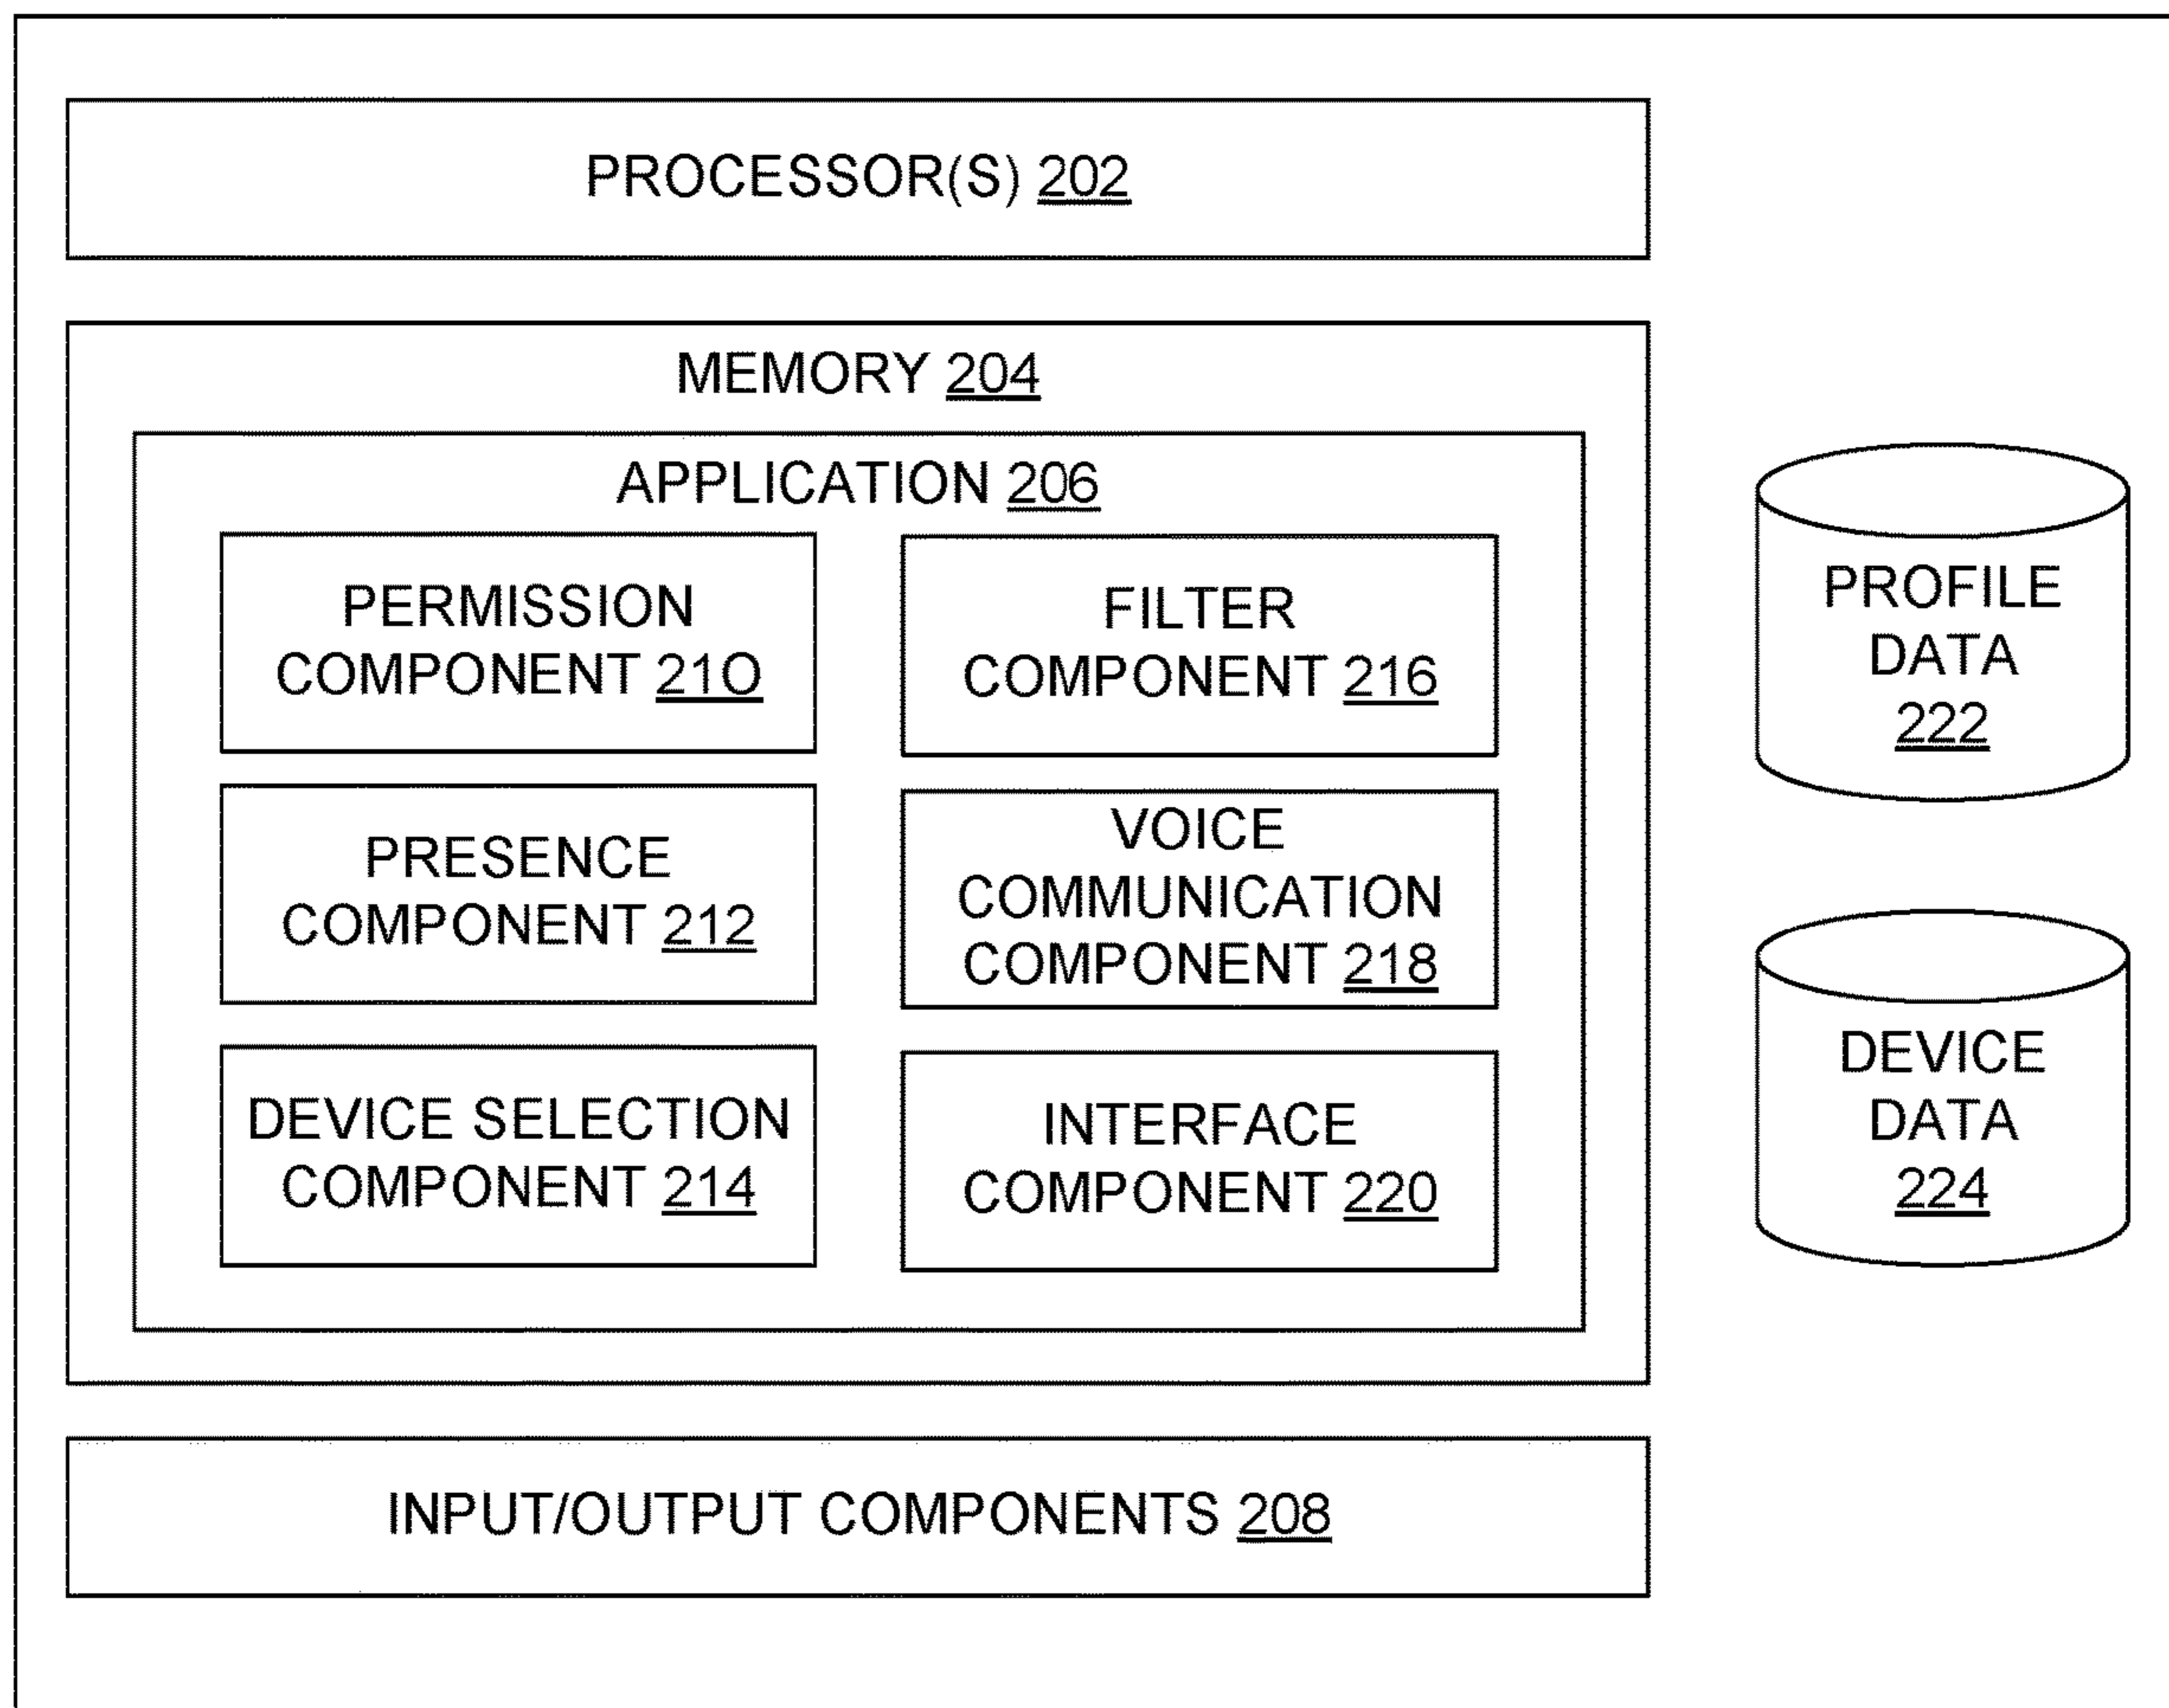 PROCESSOR(S) 202
MEMORY 204
APPLICATION 206
PERMISSION
COMPONENT 210
FILTER
COMPONENT 216
PRESENCE
COMPONENT 212
VOICE
COMMUNICATION
COMPONENT 218
DEVICE SELECTION
COMPONENT 214
INTERFACE
COMPONENT 220
PROFILE
DATA
222
DEVICE
DATA
224
INPUT/OUTPUT COMPONENTS 208